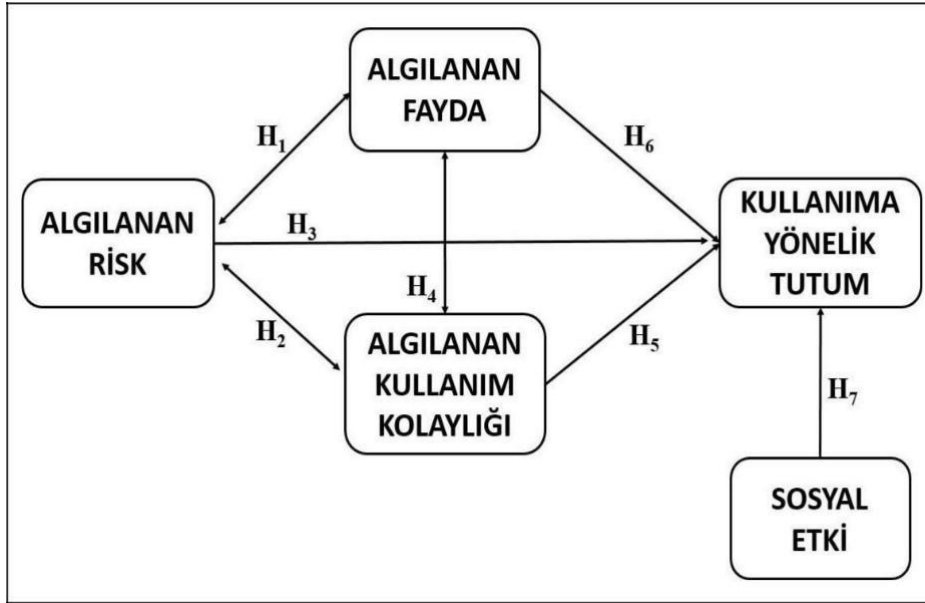 ALGILANAN
FAYDA
H1
H6
ALGILANAN
RİSK
H3
KULLANIMA
YÖNELİK
TUTUM
H4
H2
ALGILANAN
KULLANIM
KOLAYLIĞI
H5
H7
SOSYAL
ETKİ